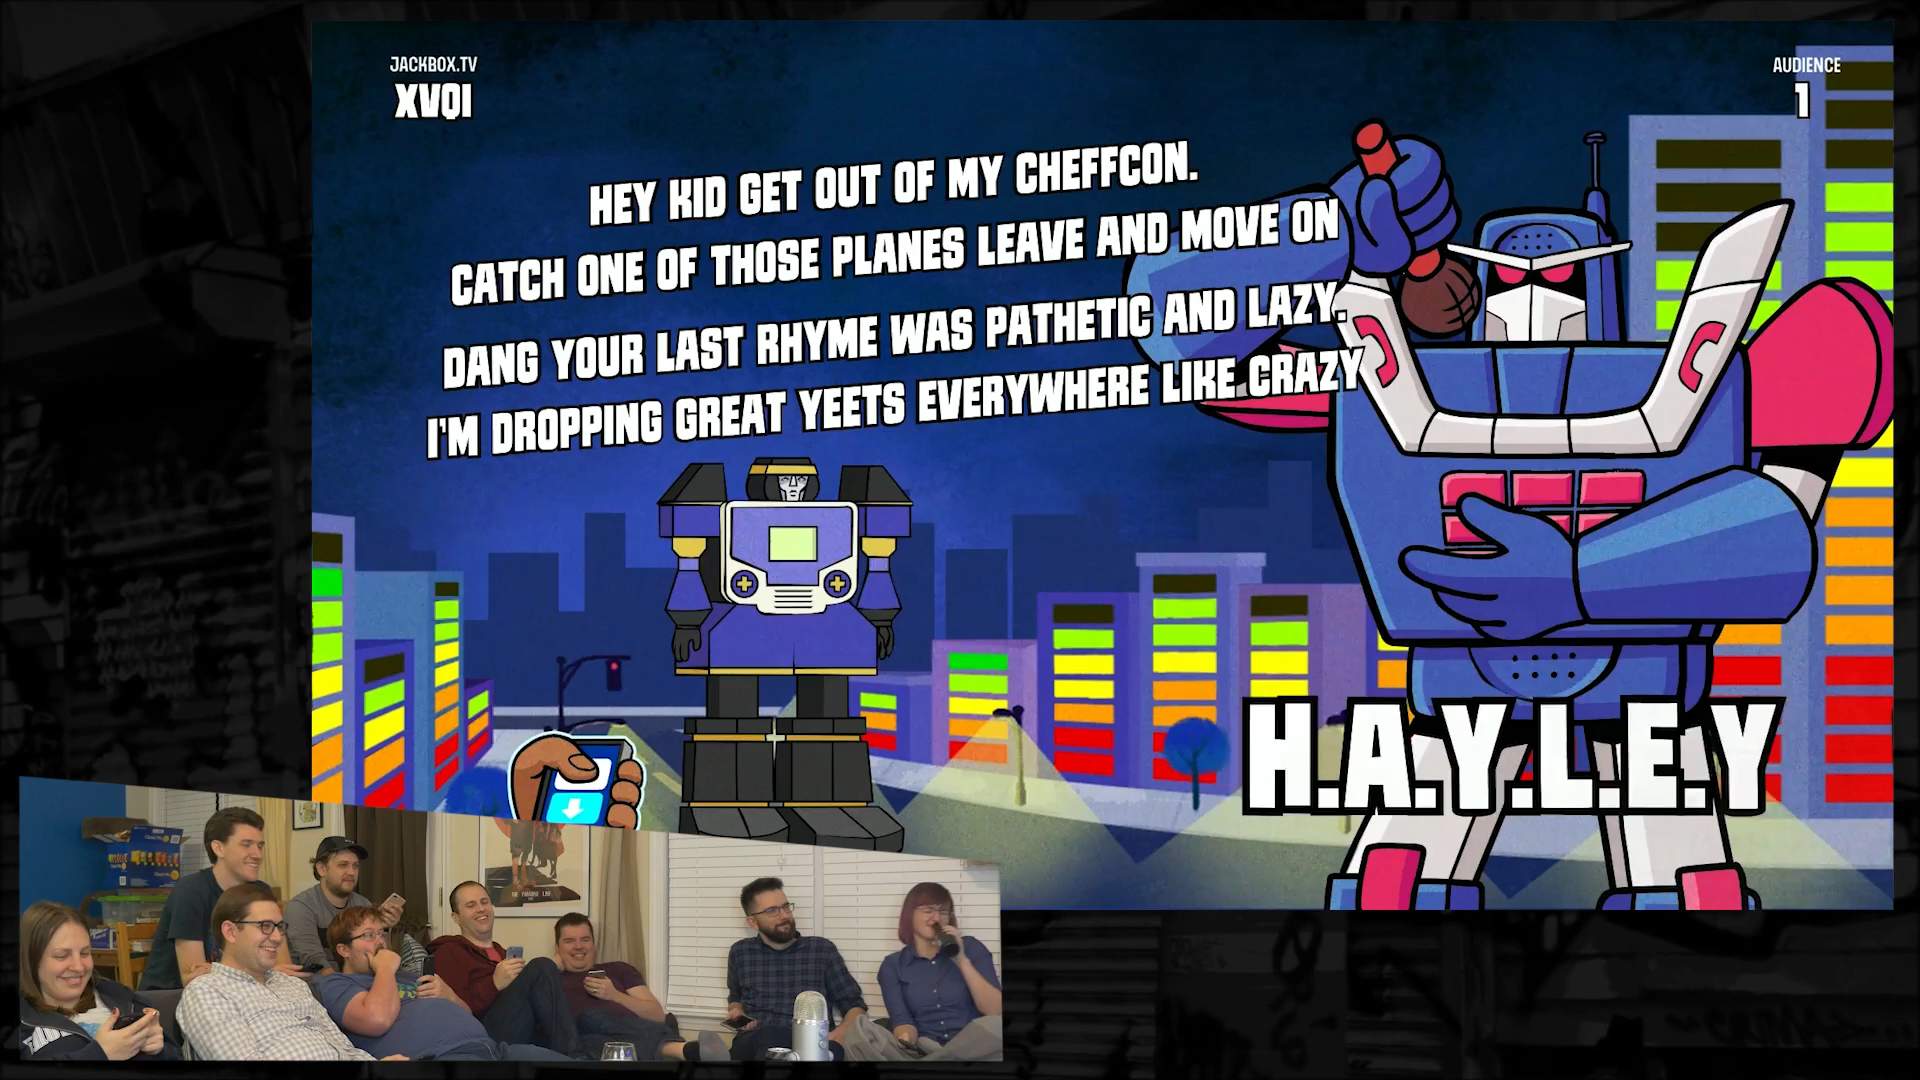 JACKBOX.TV
XVQI
AUDIENCE
1
HEY KID GET OUT OF MY CHEFFCON.
CATCH ONE OF THOSE PLANES LEAVE AND MOVE ON
DANG YOUR LAST RHYME WAS PATHETIC AND LAZY.
I'M DROPPING GREAT YEETS EVERYWHERE LIKE CRAZY
H.A.Y.L.E.Y